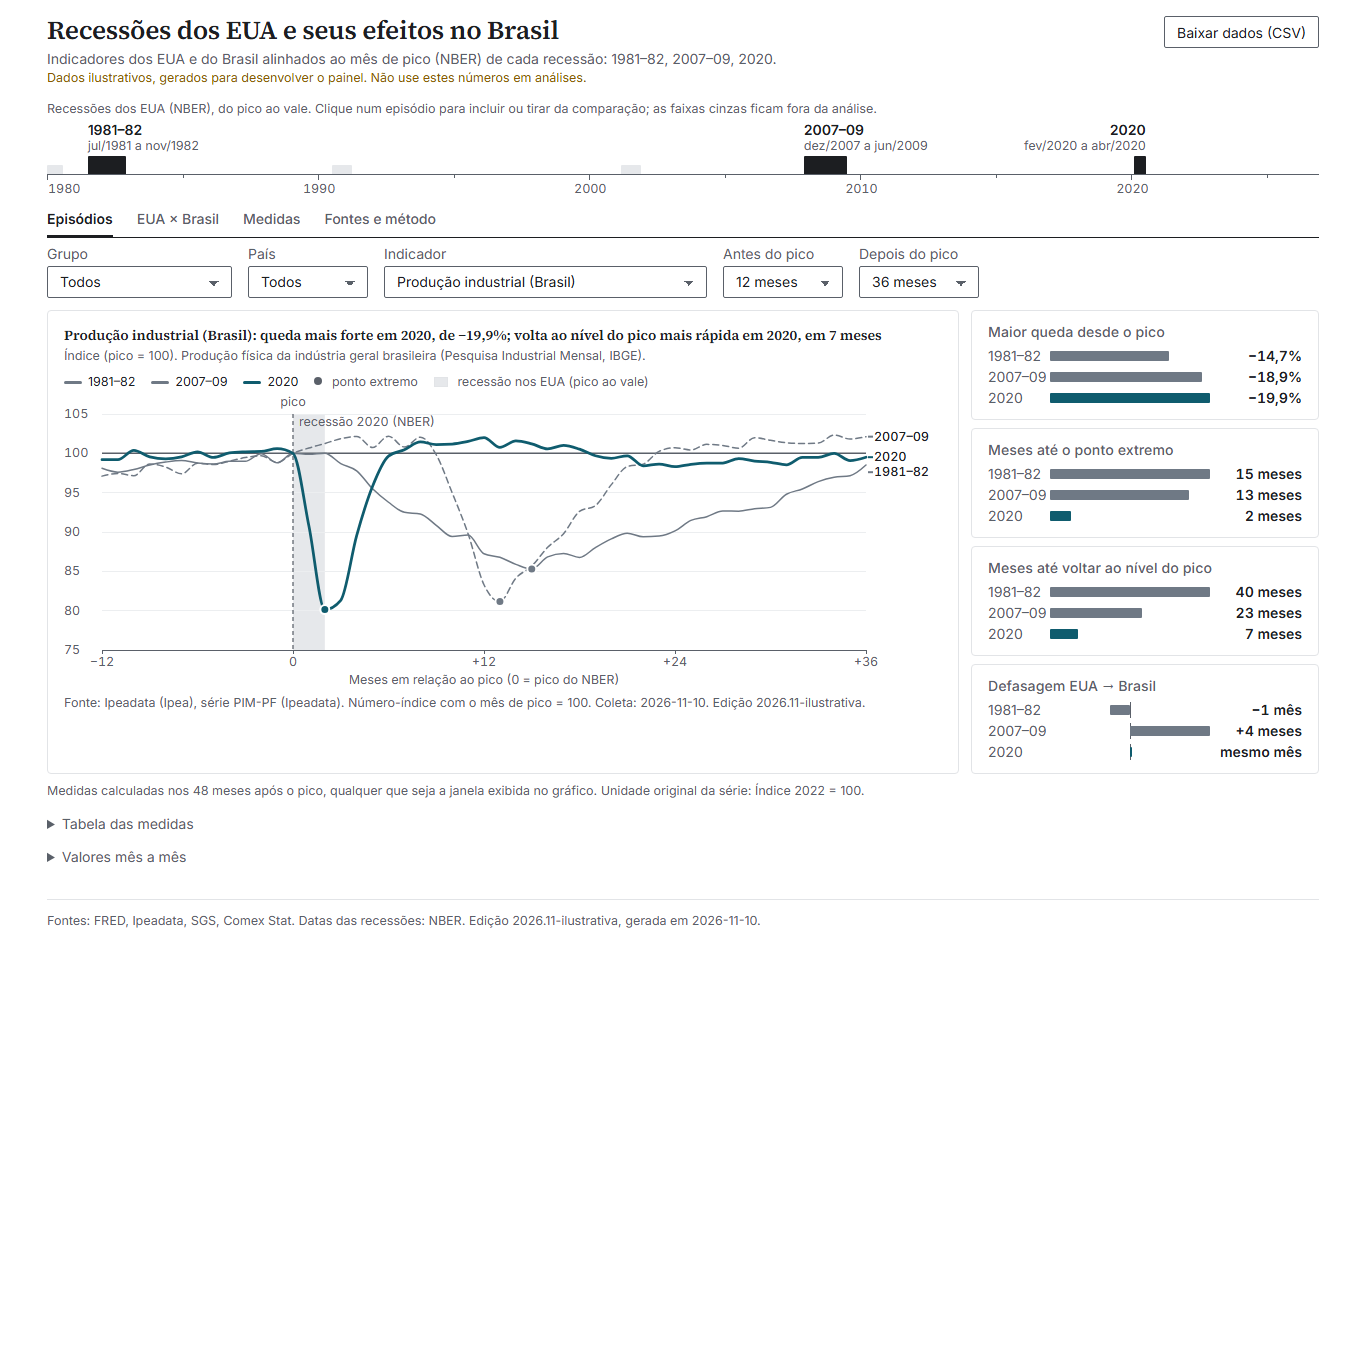 Recessões dos EUA e seus efeitos no Brasil
Baixar dados (CSV)
Indicadores dos EUA e do Brasil alinhados ao mês de pico (NBER) de cada recessão: 1981–82, 2007–09, 2020.
Dados ilustrativos, gerados para desenvolver o painel. Não use estes números em análises.
Recessões dos EUA (NBER), do pico ao vale. Clique num episódio para incluir ou tirar da comparação; as faixas cinzas ficam fora da análise.
1981–82 2007–09 2020
jul/1981 a nov/1982 dez/2007 a jun/2009 fev/2020 a abr/2020
1980 1990 2000 2010 2020
Episódios EUA × Brasil Medidas Fontes e método
Grupo País Indicador Antes do pico Depois do pico
Todos Todos Produção industrial (Brasil) 12 meses 36 meses
Produção industrial (Brasil): queda mais forte em 2020, de −19,9%; volta ao nível do pico mais rápida em 2020, em 7 meses
Índice (pico = 100). Produção física da indústria geral brasileira (Pesquisa Industrial Mensal, IBGE).
1981–82 2007–09 2020 ponto extremo recessão nos EUA (pico ao vale)
pico
105
recessão 2020 (NBER)
2007–09
100
2020
1981–82
95
90
85
80
75
−12 0 +12 +24 +36
Meses em relação ao pico (0 = pico do NBER)
Fonte: Ipeadata (Ipea), série PIM-PF (Ipeadata). Número-índice com o mês de pico = 100. Coleta: 2026-11-10. Edição 2026.11-ilustrativa.
Maior queda desde o pico
1981–82 −14,7%
2007–09 −18,9%
2020 −19,9%
Meses até o ponto extremo
1981–82 15 meses
2007–09 13 meses
2020 2 meses
Meses até voltar ao nível do pico
1981–82 40 meses
2007–09 23 meses
2020 7 meses
Defasagem EUA → Brasil
1981–82 −1 mês
2007–09 +4 meses
2020 mesmo mês
Medidas calculadas nos 48 meses após o pico, qualquer que seja a janela exibida no gráfico. Unidade original da série: Índice 2022 = 100.
Tabela das medidas
Valores mês a mês
Fontes: FRED, Ipeadata, SGS, Comex Stat. Datas das recessões: NBER. Edição 2026.11-ilustrativa, gerada em 2026-11-10.